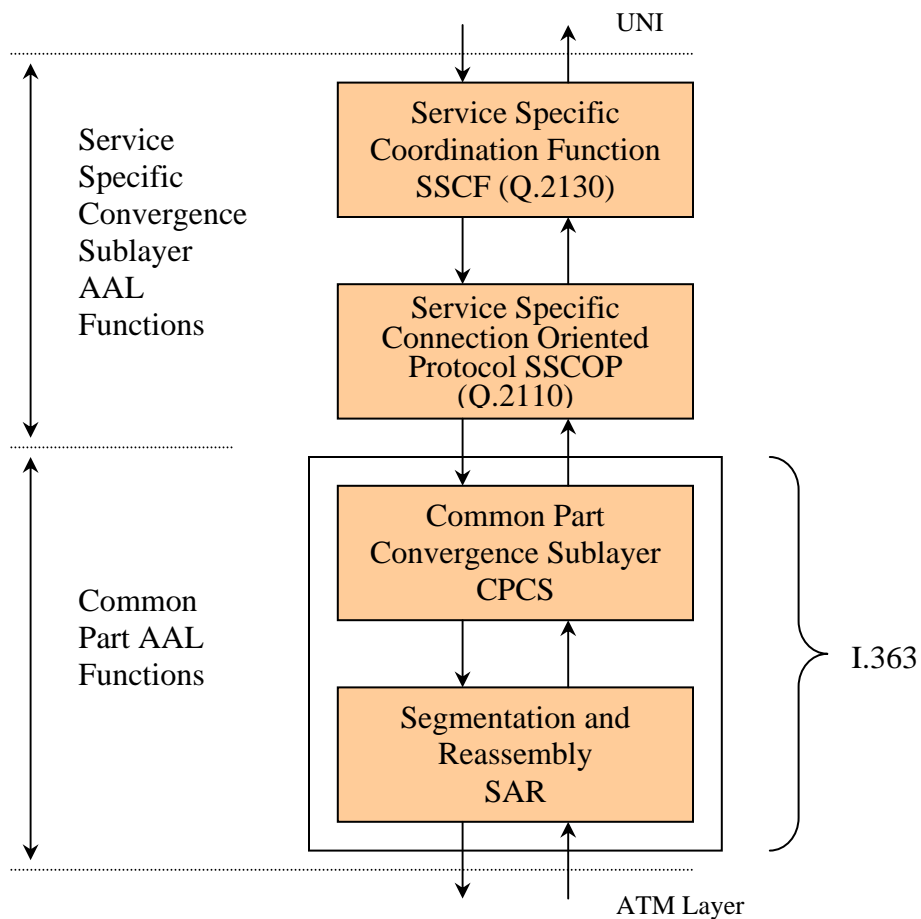 UNI
Service Specific
Coordination Function
SSCF (Q.2130)
Service
Specific
Convergence
Sublayer
AAL
Functions
Service Specific
Connection Oriented
Protocol SSCOP
(Q.2110)
Common Part
Convergence Sublayer
CPCS
Common
Part AAL
Functions
I.363
Segmentation and
Reassembly
SAR
ATM Layer